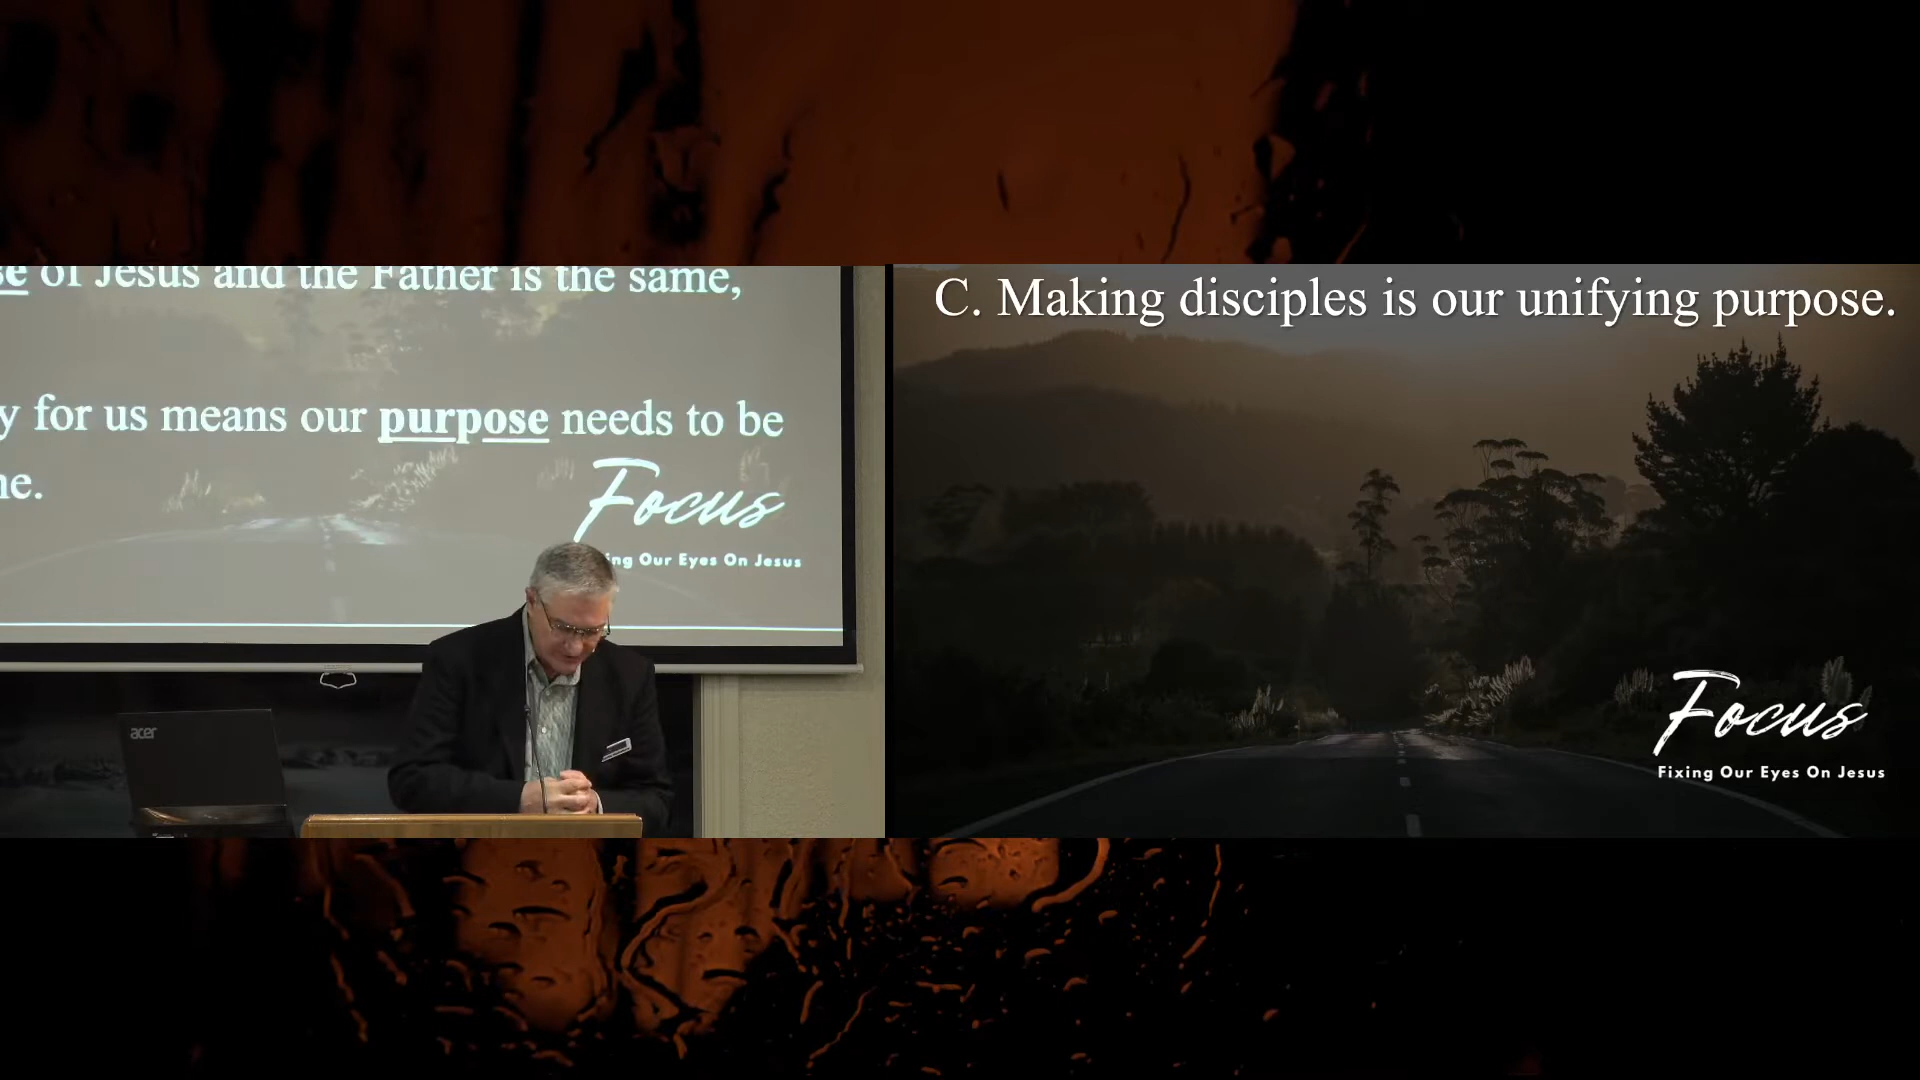 se of Jesus and the Father is the same,
y for us means our purpose needs to be
ne.
Focus
ing Our Eyes On Jesus
acer
C. Making disciples is our unifying purpose.
Focus
Fixing Our Eyes On Jesus